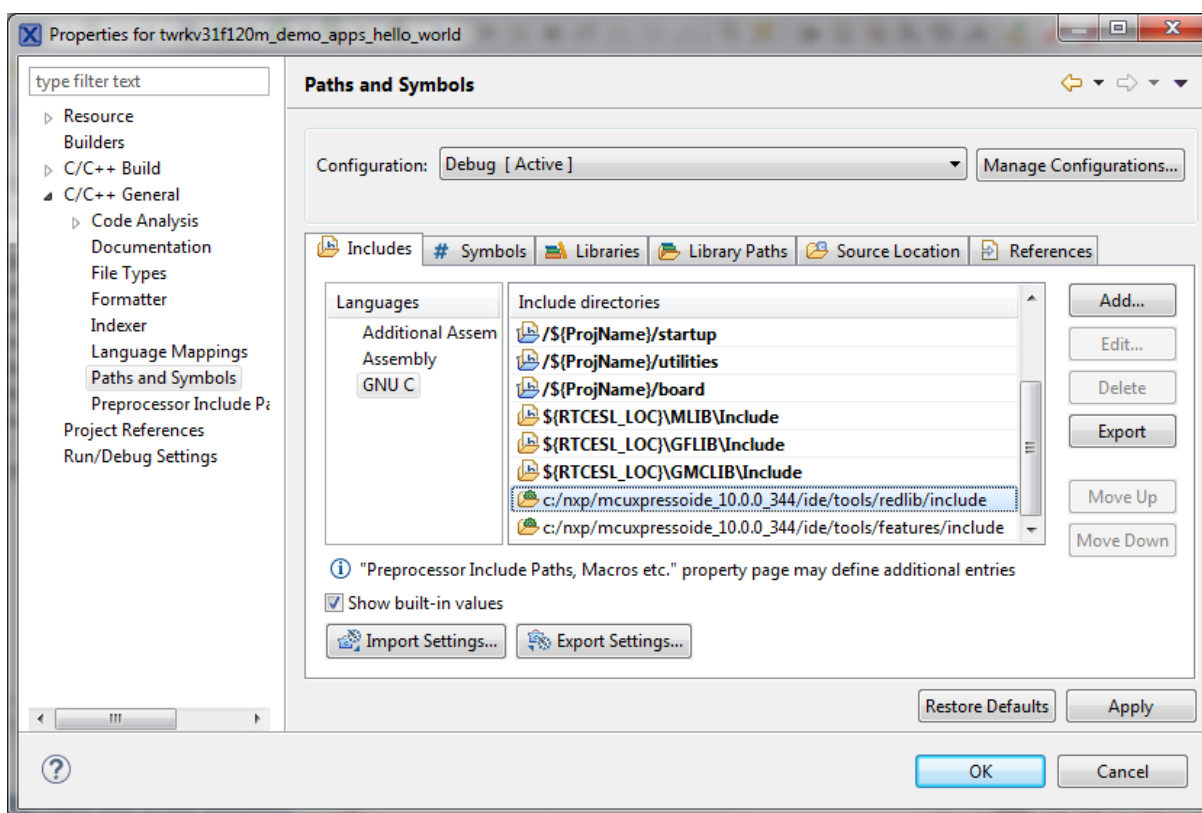 Properties for twrkv31f120m_demo_apps_hello_world
type filter text
Resource
Builders
C/C++ Build
C/C++ General
Code Analysis
Documentation
File Types
Formatter
Indexer
Language Mappings
Paths and Symbols
Preprocessor Include Pa
Project References
Run/Debug Settings
Paths and Symbols
Configuration: Debug [ Active ] Manage Configurations...
Includes # Symbols Libraries Library Paths Source Location References
Languages
Additional Assem
Assembly
GNU C
Include directories
/${ProjName}/startup
/${ProjName}/utilities
/${ProjName}/board
${RTCESL_LOC}\MLIB\Include
${RTCESL_LOC}\GFLIB\Include
${RTCESL_LOC}\GMCLIB\Include
c:/nxp/mcuxpressoide_10.0.0_344/ide/tools/redlib/include
c:/nxp/mcuxpressoide_10.0.0_344/ide/tools/features/include
Add...
Edit...
Delete
Export
Move Up
Move Down
"Preprocessor Include Paths, Macros etc." property page may define additional entries
Show built-in values
Import Settings... Export Settings...
Restore Defaults Apply
OK Cancel